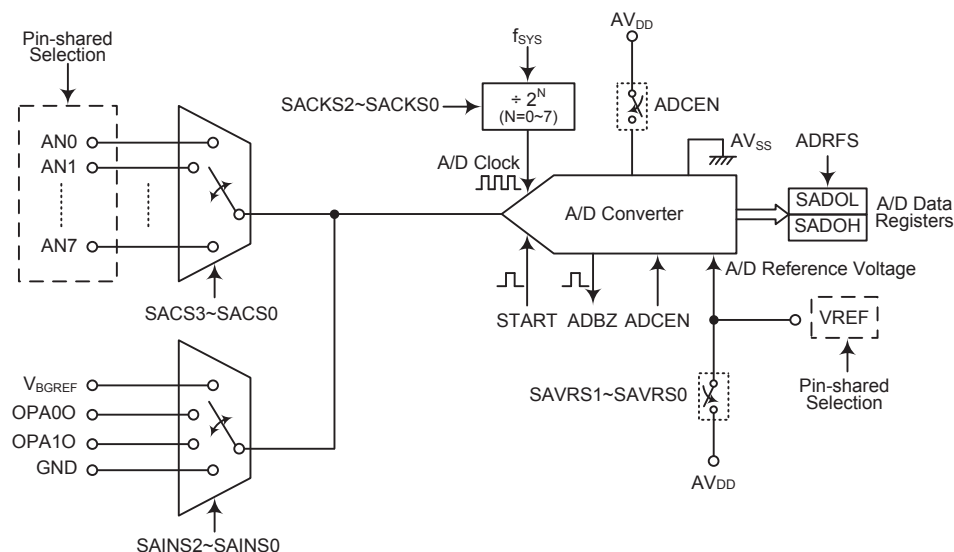 Pin-shared
Selection
AN0
AN1
AN7
SACS3~SACS0
VBGREF
OPA0O
OPA1O
GND
SAINS2~SAINS0
fSYS
SACKS2~SACKS0
÷ 2^N
(N=0~7)
A/D Clock
AVDD
ADCEN
AVSS
A/D Converter
ADRFS
SADOL
SADOH
A/D Data
Registers
START
ADBZ
ADCEN
A/D Reference Voltage
VREF
Pin-shared
Selection
SAVRS1~SAVRS0
AVDD